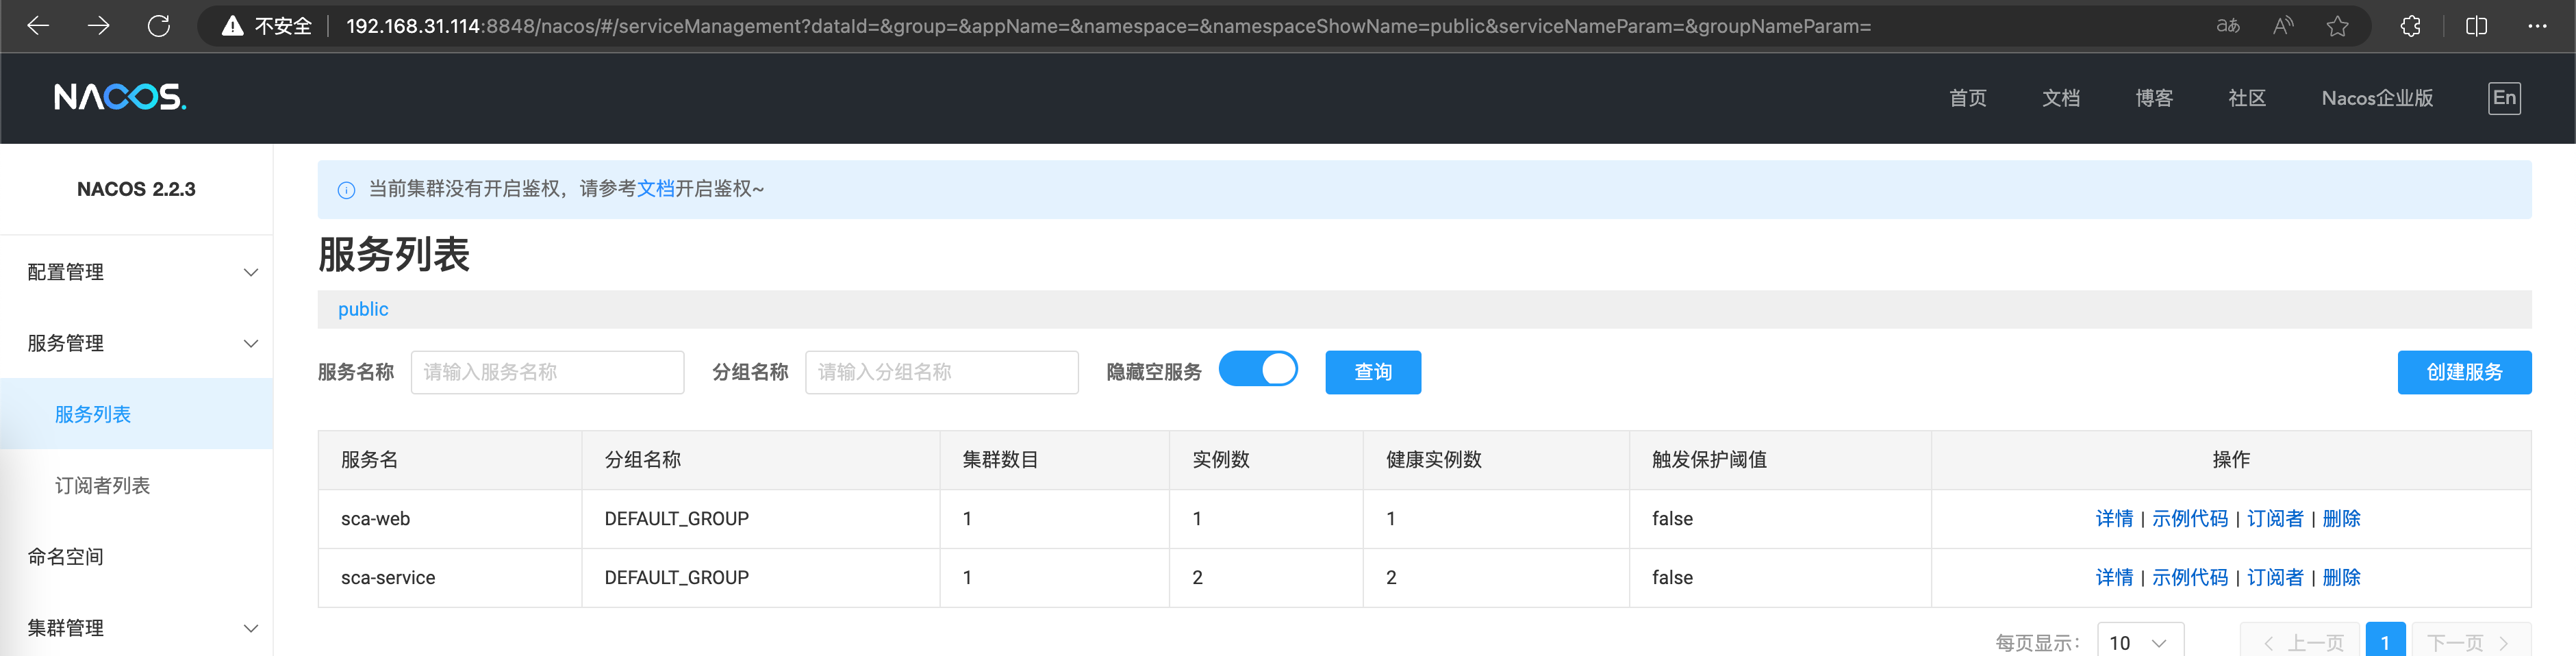 不安全 192.168.31.114:8848/nacos/#/serviceManagement?dataId=&group=&appName=&namespace=&namespaceShowName=public&serviceNameParam=&groupNameParam=
NACOS. 首页 文档 博客 社区 Nacos企业版 En
NACOS 2.2.3
当前集群没有开启鉴权，请参考文档开启鉴权~
服务列表
配置管理
public
服务管理
服务名称 请输入服务名称 分组名称 请输入分组名称 隐藏空服务 查询 创建服务
服务列表
服务名 分组名称 集群数目 实例数 健康实例数 触发保护阈值 操作
订阅者列表
sca-web DEFAULT_GROUP 1 1 1 false 详情 | 示例代码 | 订阅者 | 删除
命名空间
sca-service DEFAULT_GROUP 1 2 2 false 详情 | 示例代码 | 订阅者 | 删除
集群管理
每页显示： 10 上一页 1 下一页